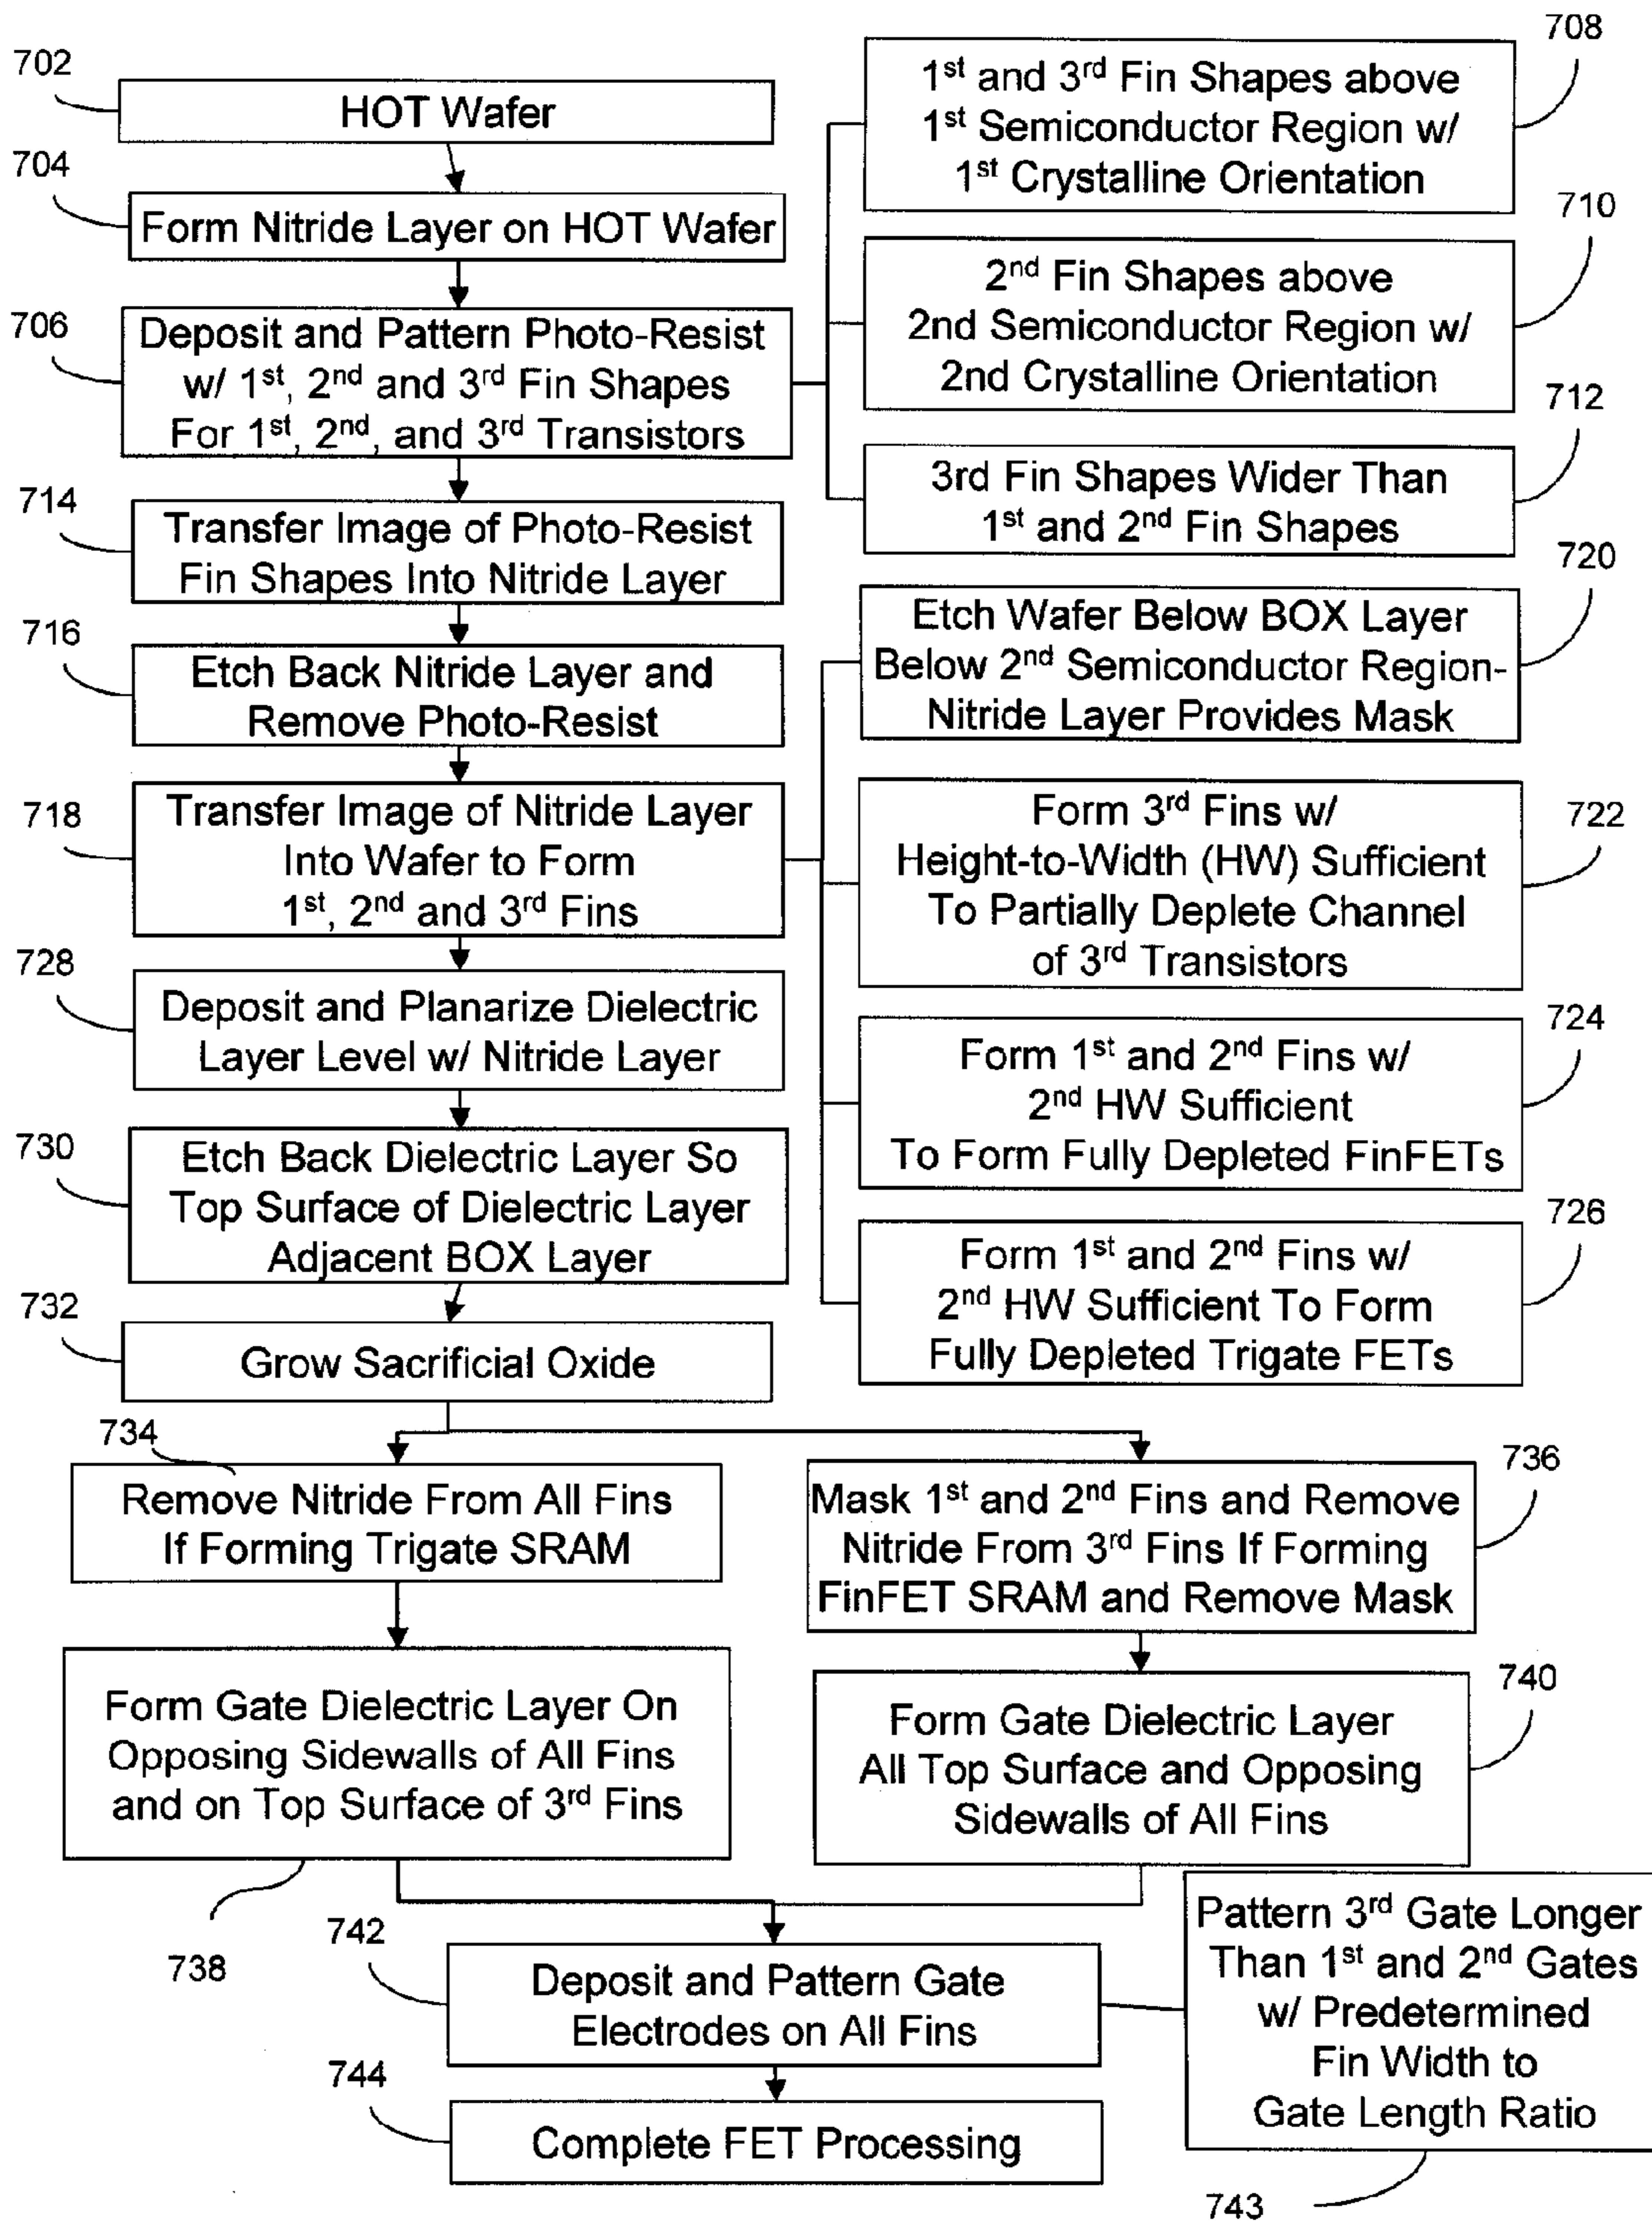 702
HOT Wafer
704
Form Nitride Layer on HOT Wafer
706
Deposit and Pattern Photo-Resist
w/ 1st, 2nd and 3rd Fin Shapes
For 1st, 2nd, and 3rd Transistors
708
1st and 3rd Fin Shapes above
1st Semiconductor Region w/
1st Crystalline Orientation
710
2nd Fin Shapes above
2nd Semiconductor Region w/
2nd Crystalline Orientation
712
3rd Fin Shapes Wider Than
1st and 2nd Fin Shapes
714
Transfer Image of Photo-Resist
Fin Shapes Into Nitride Layer
716
Etch Back Nitride Layer and
Remove Photo-Resist
718
Transfer Image of Nitride Layer
Into Wafer to Form
1st, 2nd and 3rd Fins
720
Etch Wafer Below BOX Layer
Below 2nd Semiconductor Region-
Nitride Layer Provides Mask
722
Form 3rd Fins w/
Height-to-Width (HW) Sufficient
To Partially Deplete Channel
of 3rd Transistors
724
Form 1st and 2nd Fins w/
2nd HW Sufficient
To Form Fully Depleted FinFETs
726
Form 1st and 2nd Fins w/
2nd HW Sufficient To Form
Fully Depleted Trigate FETs
728
Deposit and Planarize Dielectric
Layer Level w/ Nitride Layer
730
Etch Back Dielectric Layer So
Top Surface of Dielectric Layer
Adjacent BOX Layer
732
Grow Sacrificial Oxide
734
Remove Nitride From All Fins
If Forming Trigate SRAM
736
Mask 1st and 2nd Fins and Remove
Nitride From 3rd Fins If Forming
FinFET SRAM and Remove Mask
738
Form Gate Dielectric Layer On
Opposing Sidewalls of All Fins
and on Top Surface of 3rd Fins
740
Form Gate Dielectric Layer
All Top Surface and Opposing
Sidewalls of All Fins
742
Deposit and Pattern Gate
Electrodes on All Fins
Pattern 3rd Gate Longer
Than 1st and 2nd Gates
w/ Predetermined
Fin Width to
Gate Length Ratio
743
744
Complete FET Processing